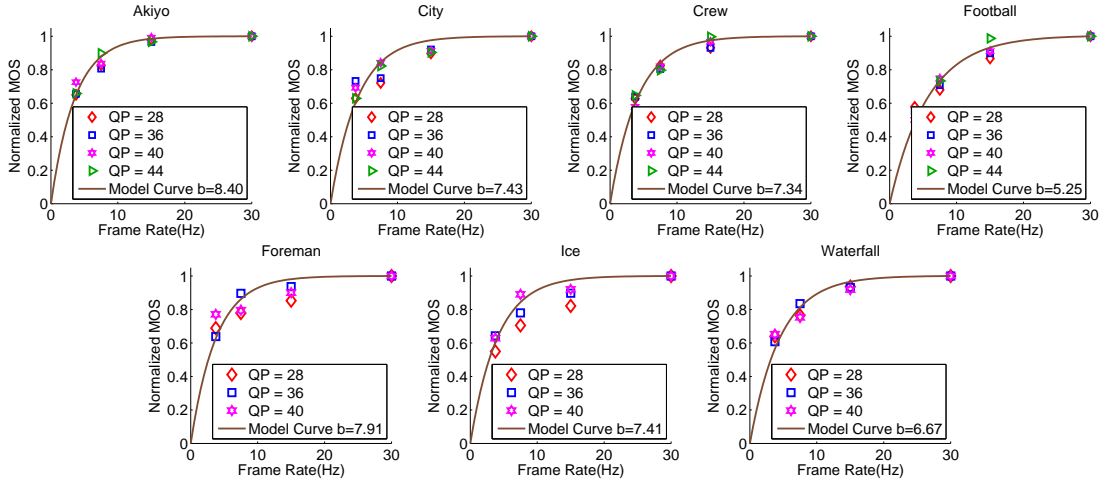 Akiyo
City
Crew
Football
Normalized MOS
1
0.8
0.6
0.4
0.2
0
QP = 28
QP = 36
QP = 40
QP = 44
Model Curve b=8.40
0 10 20 30
Frame Rate(Hz)
Normalized MOS
1
0.8
0.6
0.4
0.2
0
QP = 28
QP = 36
QP = 40
QP = 44
Model Curve b=7.43
0 10 20 30
Frame Rate(Hz)
Normalized MOS
1
0.8
0.6
0.4
0.2
0
QP = 28
QP = 36
QP = 40
QP = 44
Model Curve b=7.34
0 10 20 30
Frame Rate(Hz)
Normalized MOS
1
0.8
0.6
0.4
0.2
0
QP = 28
QP = 36
QP = 40
QP = 44
Model Curve b=5.25
0 10 20 30
Frame Rate(Hz)
Foreman
Ice
Waterfall
Normalized MOS
1
0.8
0.6
0.4
0.2
0
QP = 28
QP = 36
QP = 40
Model Curve b=7.91
0 10 20 30
Frame Rate(Hz)
Normalized MOS
1
0.8
0.6
0.4
0.2
0
QP = 28
QP = 36
QP = 40
Model Curve b=7.41
0 10 20 30
Frame Rate(Hz)
Normalized MOS
1
0.8
0.6
0.4
0.2
0
QP = 28
QP = 36
QP = 40
Model Curve b=6.67
0 10 20 30
Frame Rate(Hz)